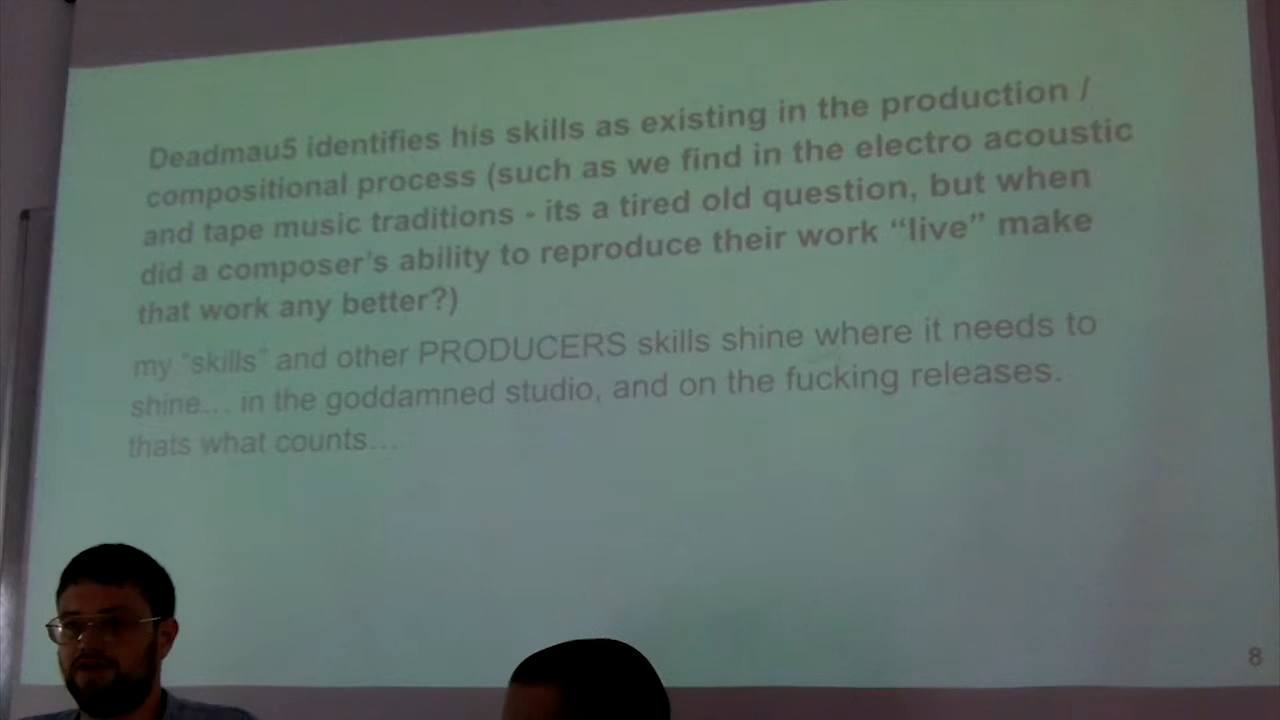 Deadmau5 identifies his skills as existing in the production /
compositional process (such as we find in the electro acoustic
and tape music traditions - its a tired old question, but when
did a composer's ability to reproduce their work “live” make
that work any better?)
my “skills” and other PRODUCERS skills shine where it needs to
shine… in the goddamned studio, and on the fucking releases.
thats what counts…
8